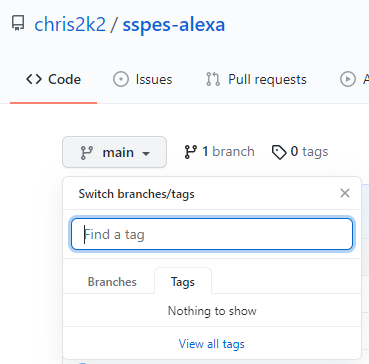 chris2k2 / sspes-alexa
Code Issues Pull requests A
main 1 branch 0 tags
Switch branches/tags
Find a tag
Branches Tags
Nothing to show
View all tags